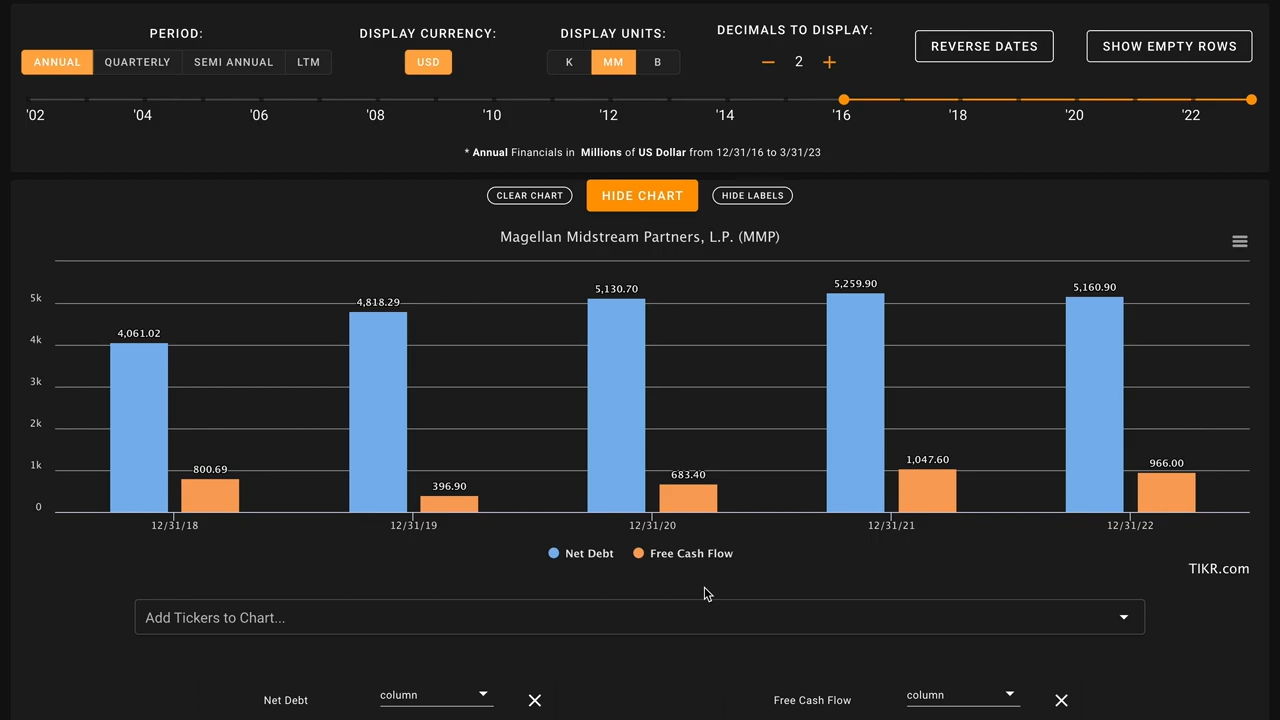 PERIOD: DISPLAY CURRENCY: DISPLAY UNITS: DECIMALS TO DISPLAY:
ANNUAL QUARTERLY SEMI ANNUAL LTM USD K MM B 2 REVERSE DATES SHOW EMPTY ROWS
'02 '04 '06 '08 '10 '12 '14 '16 '18 '20 '22
* Annual Financials in Millions of US Dollar from 12/31/16 to 3/31/23
CLEAR CHART HIDE CHART HIDE LABELS
Magellan Midstream Partners, L.P. (MMP)
5k
4k
3k
2k
1k
0
4,061.02
800.69
4,818.29
396.90
5,130.70
683.40
5,259.90
1,047.60
5,160.90
966.00
12/31/18 12/31/19 12/31/20 12/31/21 12/31/22
Net Debt Free Cash Flow
TIKR.com
Add Tickers to Chart...
Net Debt column Free Cash Flow column